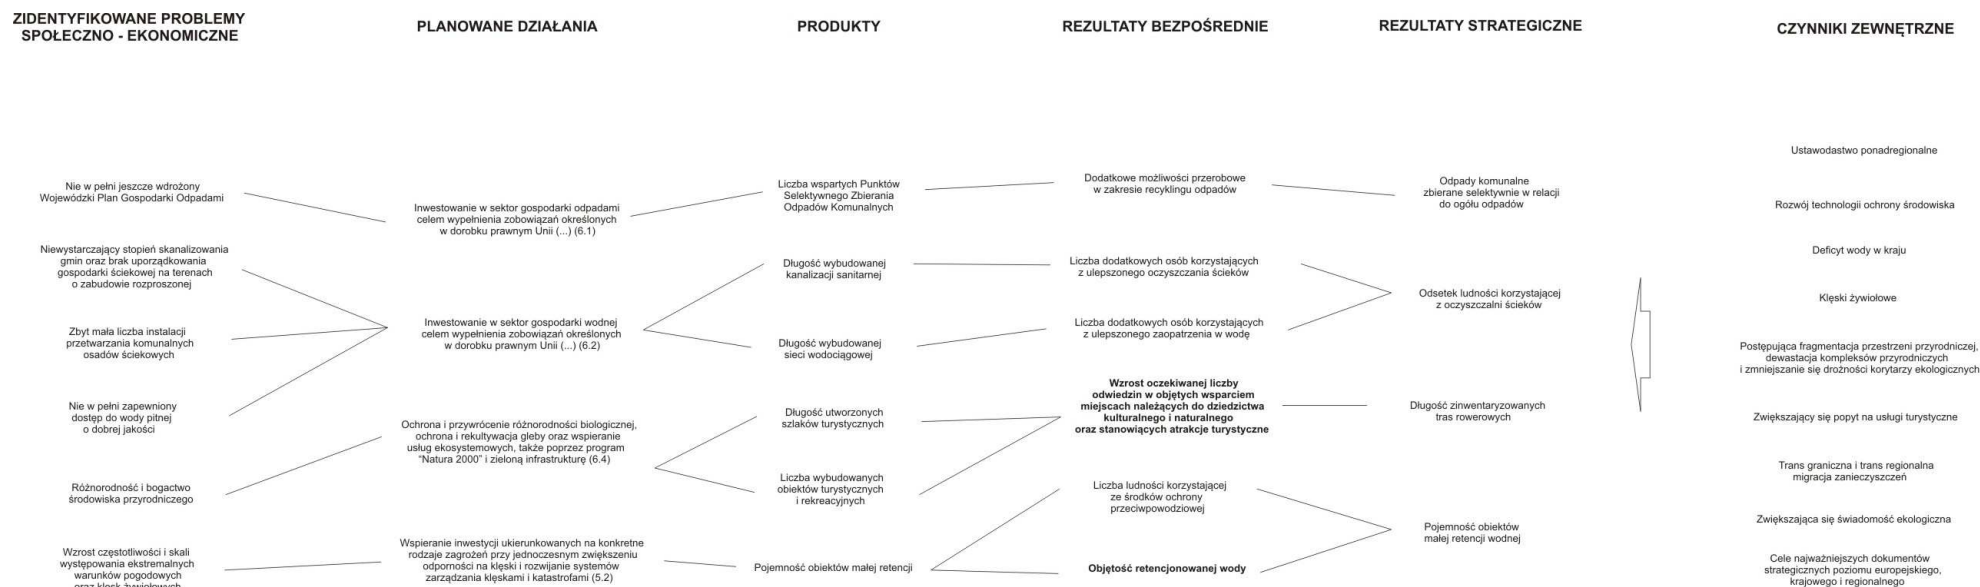 ZIDENTYFIKOWANE PROBLEMY
SPOŁECZNO - EKONOMICZNE
PLANOWANE DZIAŁANIA
PRODUKTY
REZULTATY BEZPOŚREDNIE
REZULTATY STRATEGICZNE
CZYNNIKI ZEWNĘTRZNE
Nie w pełni jeszcze wdrożony
Wojewódzki Plan Gospodarki Odpadami
Niewystarczający stopień skanalizowania
gmin oraz brak uporządkowania
gospodarki ściekowej na terenach
o zabudowie rozproszonej
Zbyt mała liczba instalacji
przetwarzania komunalnych
osadów ściekowych
Nie w pełni zapewniony
dostęp do wody pitnej
o dobrej jakości
Różnorodność i bogactwo
środowiska przyrodniczego
Wzrost częstotliwości i skali
występowania ekstremalnych
warunków pogodowych
oraz klęsk żywiołowych
Inwestowanie w sektor gospodarki odpadami
celem wypełnienia zobowiązań określonych
w dorobku prawnym Unii (...) (6.1)
Inwestowanie w sektor gospodarki wodnej
celem wypełnienia zobowiązań określonych
w dorobku prawnym Unii (...) (6.2)
Ochrona i przywrócenie różnorodności biologicznej,
ochrona i rekultywacja gleby oraz wspieranie
usług ekosystemowych, także poprzez program
“Natura 2000” i zieloną infrastrukturę (6.4)
Wspieranie inwestycji ukierunkowanych na konkretne
rodzaje zagrożeń przy jednoczesnym zwiększeniu
odporności na klęski i rozwijanie systemów
zarządzania klęskami i katastrofami (5.2)
Liczba wspartych Punktów
Selektywnego Zbierania
Odpadów Komunalnych
Długość wybudowanej
kanalizacji sanitarnej
Długość wybudowanej
sieci wodociągowej
Długość utworzonych
szlaków turystycznych
Liczba wybudowanych
obiektów turystycznych
i rekreacyjnych
Pojemność obiektów małej retencji
Dodatkowe możliwości przerobowe
w zakresie recyklingu odpadów
Liczba dodatkowych osób korzystających
z ulepszonego oczyszczania ścieków
Liczba dodatkowych osób korzystających
z ulepszonego zaopatrzenia w wodę
Wzrost oczekiwanej liczby
odwiedzin w objętych wsparciem
miejscach należących do dziedzictwa
kulturalnego i naturalnego
oraz stanowiących atrakcje turystyczne
Liczba ludności korzystającej
ze środków ochrony
przeciwpowodziowej
Objętość retencjonowanej wody
Odpady komunalne
zbierane selektywnie w relacji
do ogółu odpadów
Odsetek ludności korzystającej
z oczyszczalni ścieków
Długość zinwentaryzowanych
tras rowerowych
Pojemność obiektów
małej retencji wodnej
Ustawodastwo ponadregionalne
Rozwój technologii ochrony środowiska
Deficyt wody w kraju
Klęski żywiołowe
Postępująca fragmentacja przestrzeni przyrodniczej,
dewastacja kompleksów przyrodniczych
i zmniejszanie się drożności korytarzy ekologicznych
Zwiększający się popyt na usługi turystyczne
Trans graniczna i trans regionalna
migracja zanieczyszczeń
Zwiększająca się świadomość ekologiczna
Cele najważniejszych dokumentów
strategicznych poziomu europejskiego,
krajowego i regionalnego